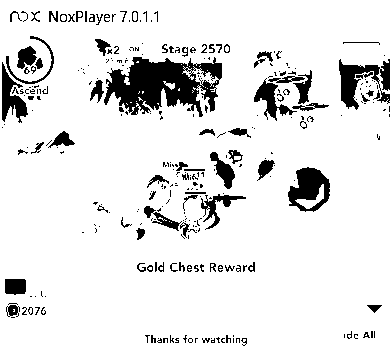 nox NoxPlayer 7.0.1.1
x2 ON Stage 2570
69
Ascend
Miss
Gold Chest Reward
2076
ide All
Thanks for watching